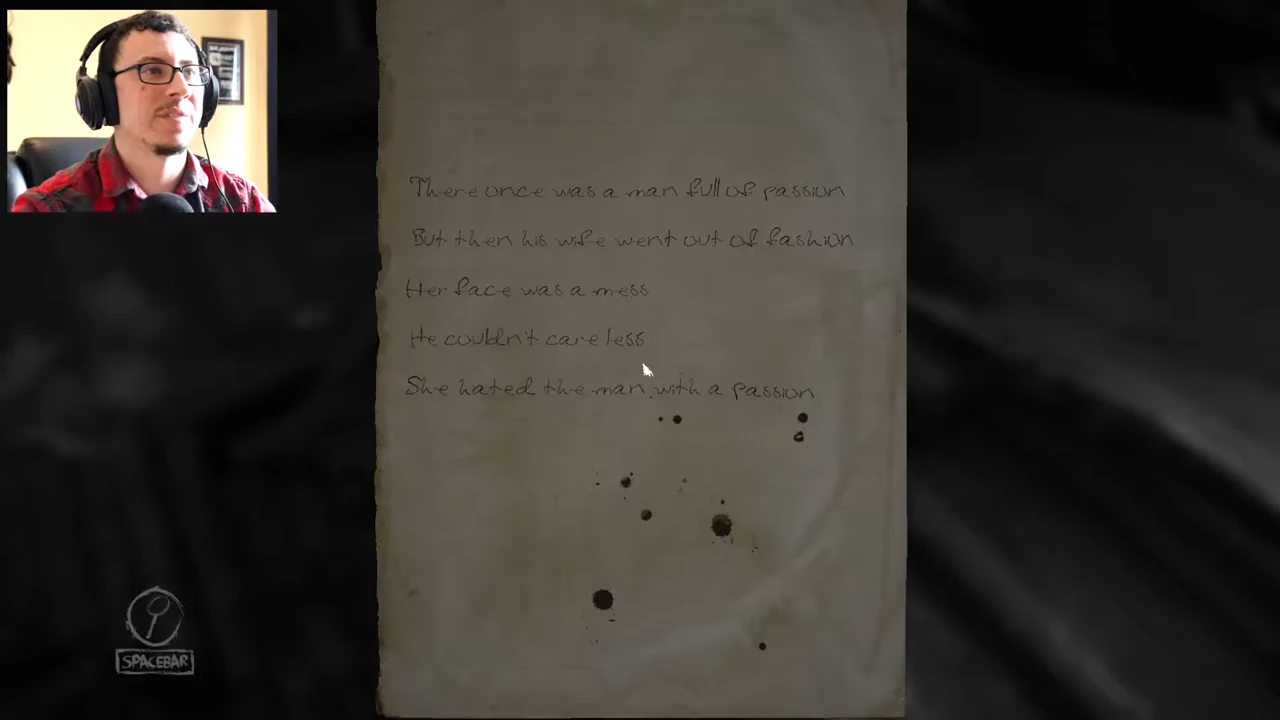 There once was a man full of passion
But then his wife went out of fashion
Her face was a mess
He couldn't care less
She hated the man with a passion
SPACEBAR